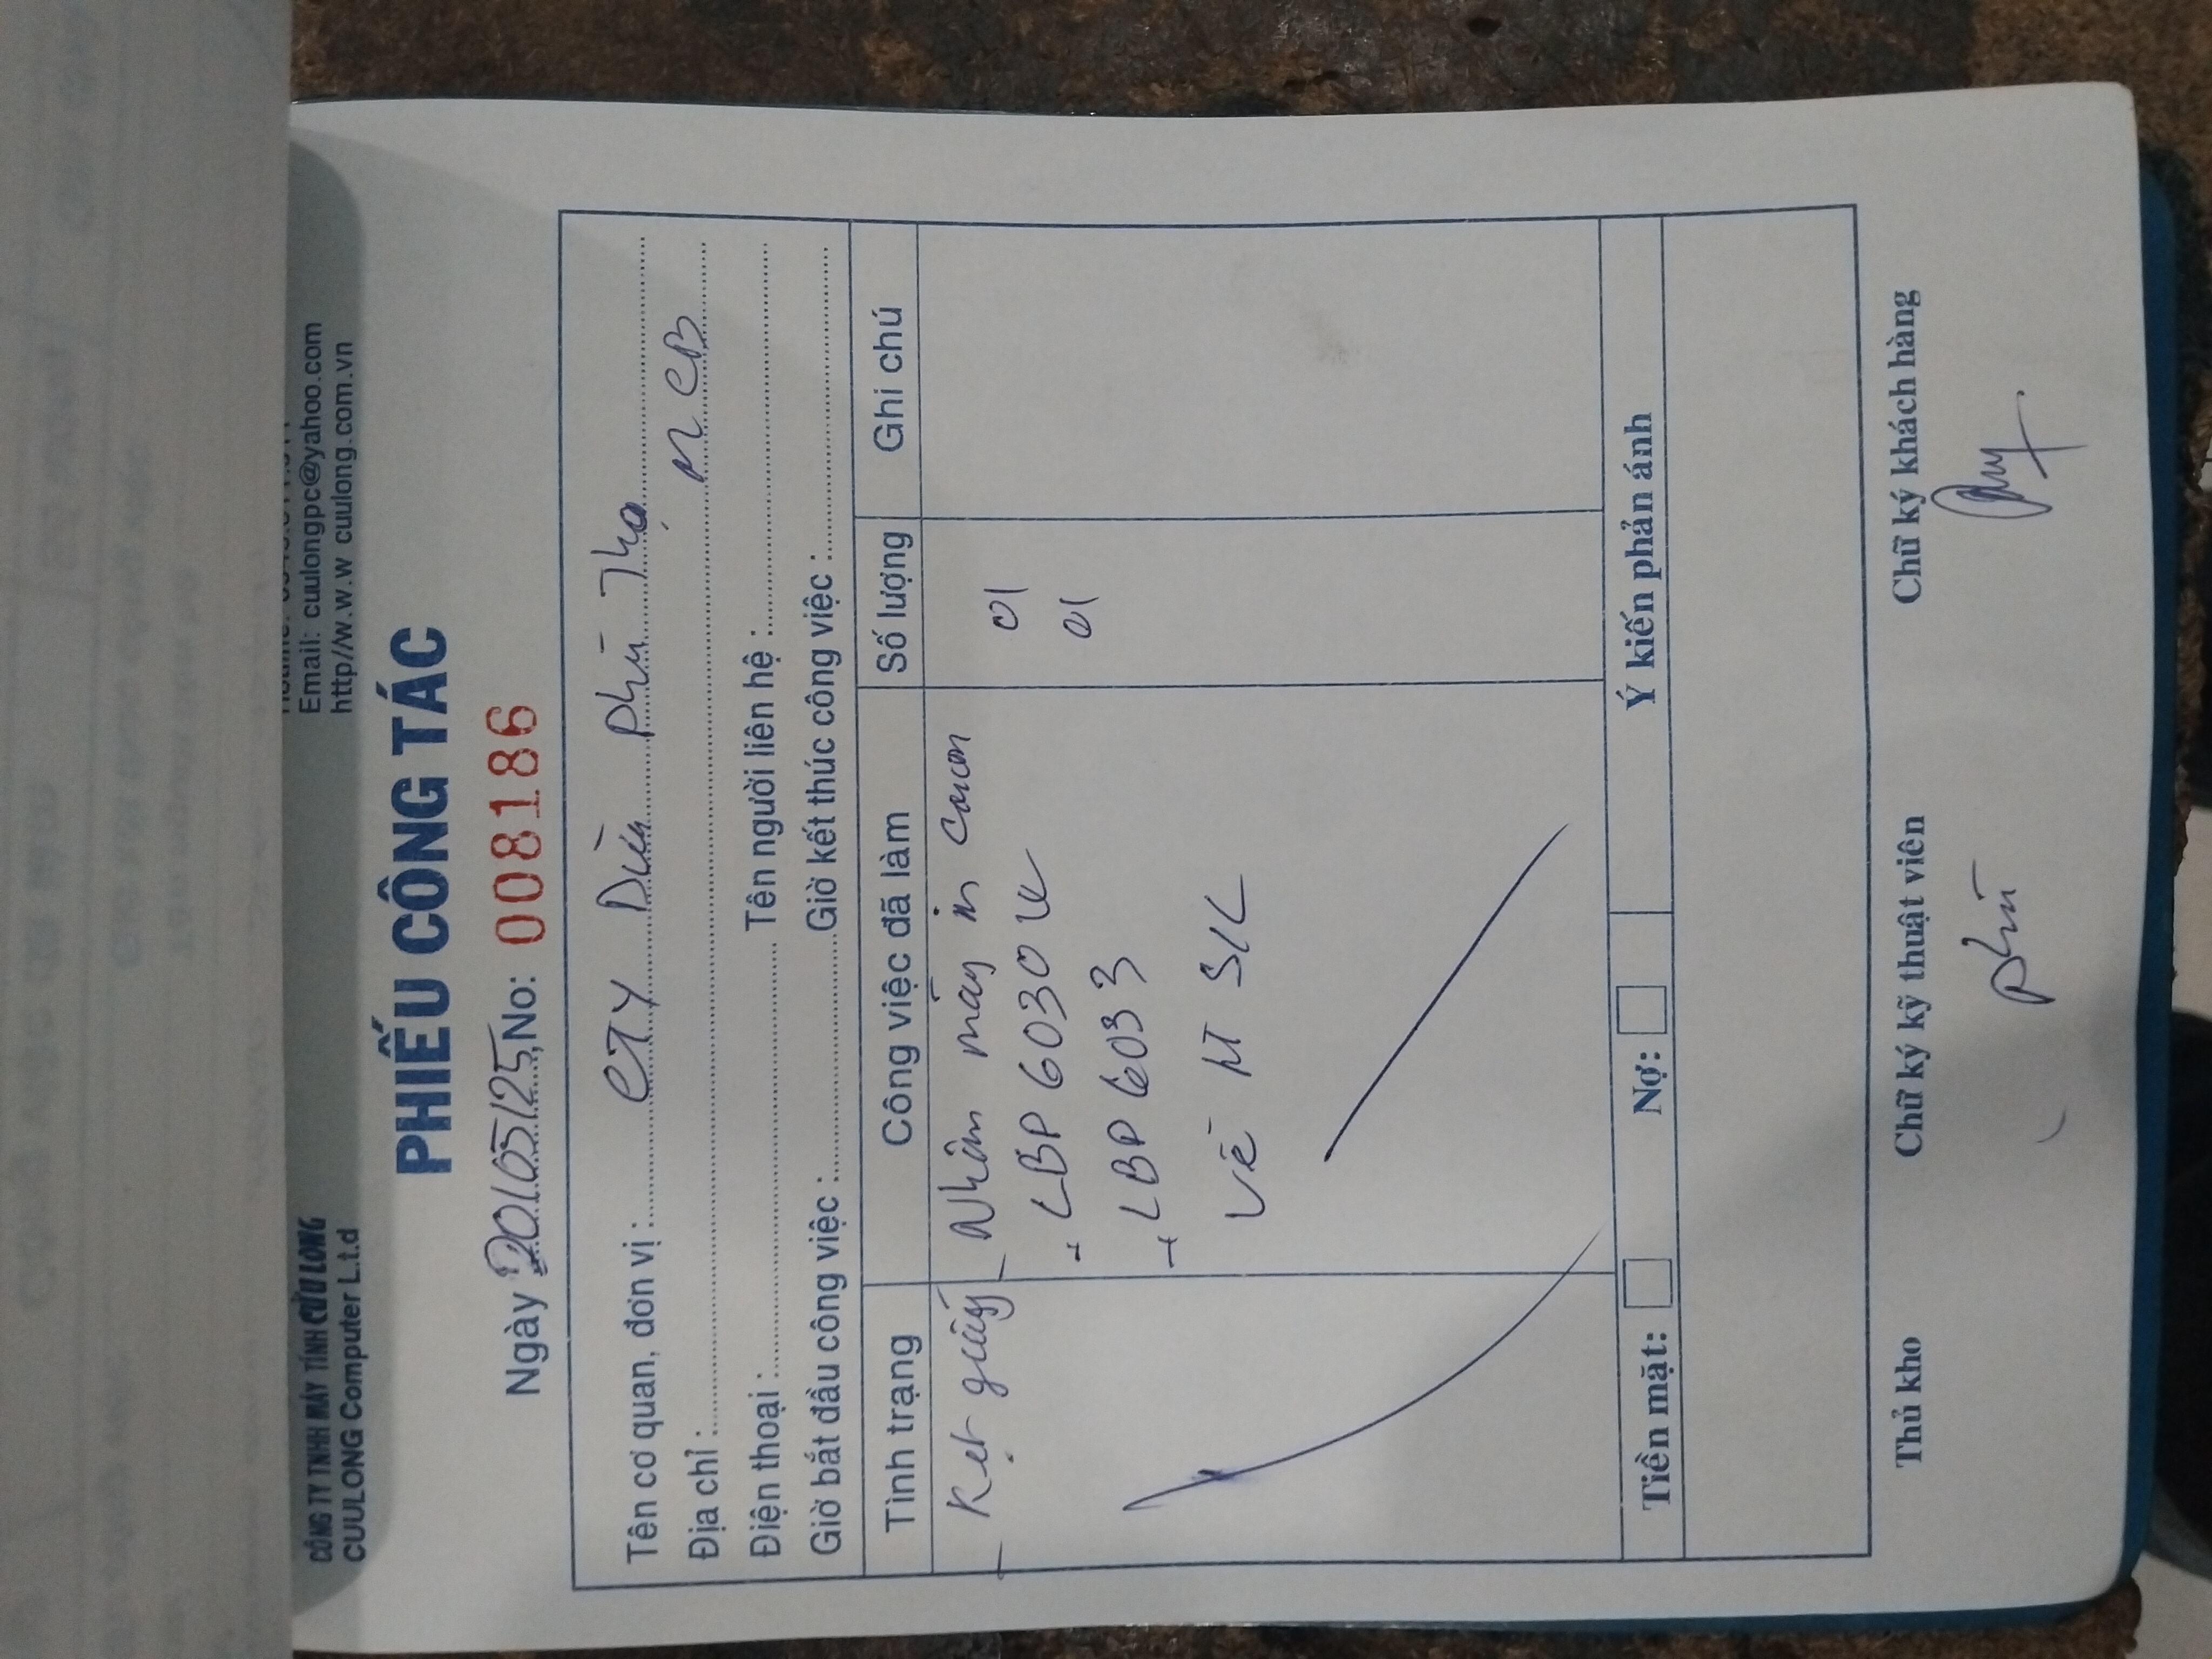 CÔNG TY TNHH MÁY TÍNH CỬU LONG
CUULONG Computer L.t.d
Email: cuulongpc@yahoo.com
http//w.w.w cuulong.com.vn
PHIẾU CÔNG TÁC
Ngày 20/05/25, No: 008186
Tên cơ quan, đơn vị: CTY Dừa Phú Thọ
Địa chỉ:
Điện thoại: Tên người liên hệ:
Giờ bắt đầu công việc: Giờ kết thúc công việc:
Tình trạng Công việc đã làm Số lượng Ghi chú
- Kẹt giấy - Nhận máy in Canon
+ LBP 6030W 01
+ LBP 6033 01
Về
Tiền mặt: Nợ: Ý kiến phản ánh
Thủ kho Chữ ký kỹ thuật viên Chữ ký khách hàng
Phú